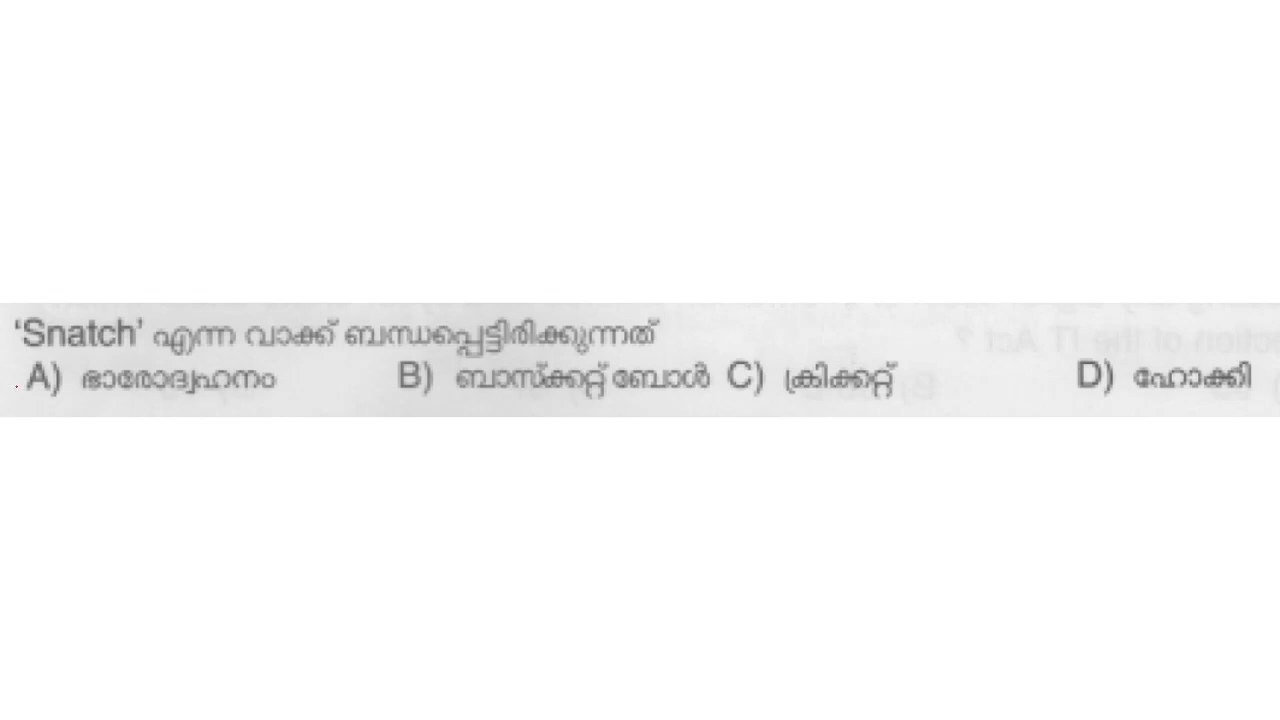 ‘Snatch’ എന്ന വാക്ക് ബന്ധപ്പെട്ടിരിക്കുന്നത്
A) ഭാരോദ്വഹനം B) ബാസ്ക്കറ്റ് ബോൾ C) ക്രിക്കറ്റ് D) ഹോക്കി